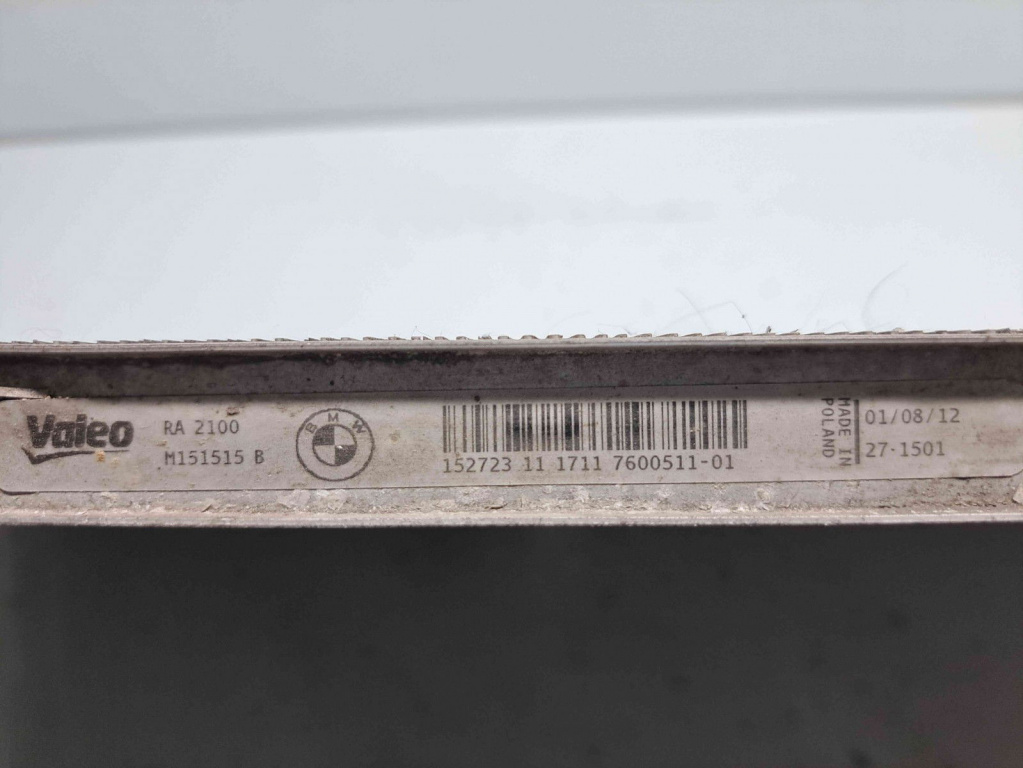 Valeo
RA 2100
M151515 B
BMW
152723 11 1711 7600511-01
MADE IN
POLAND
01/08/12
27·1501